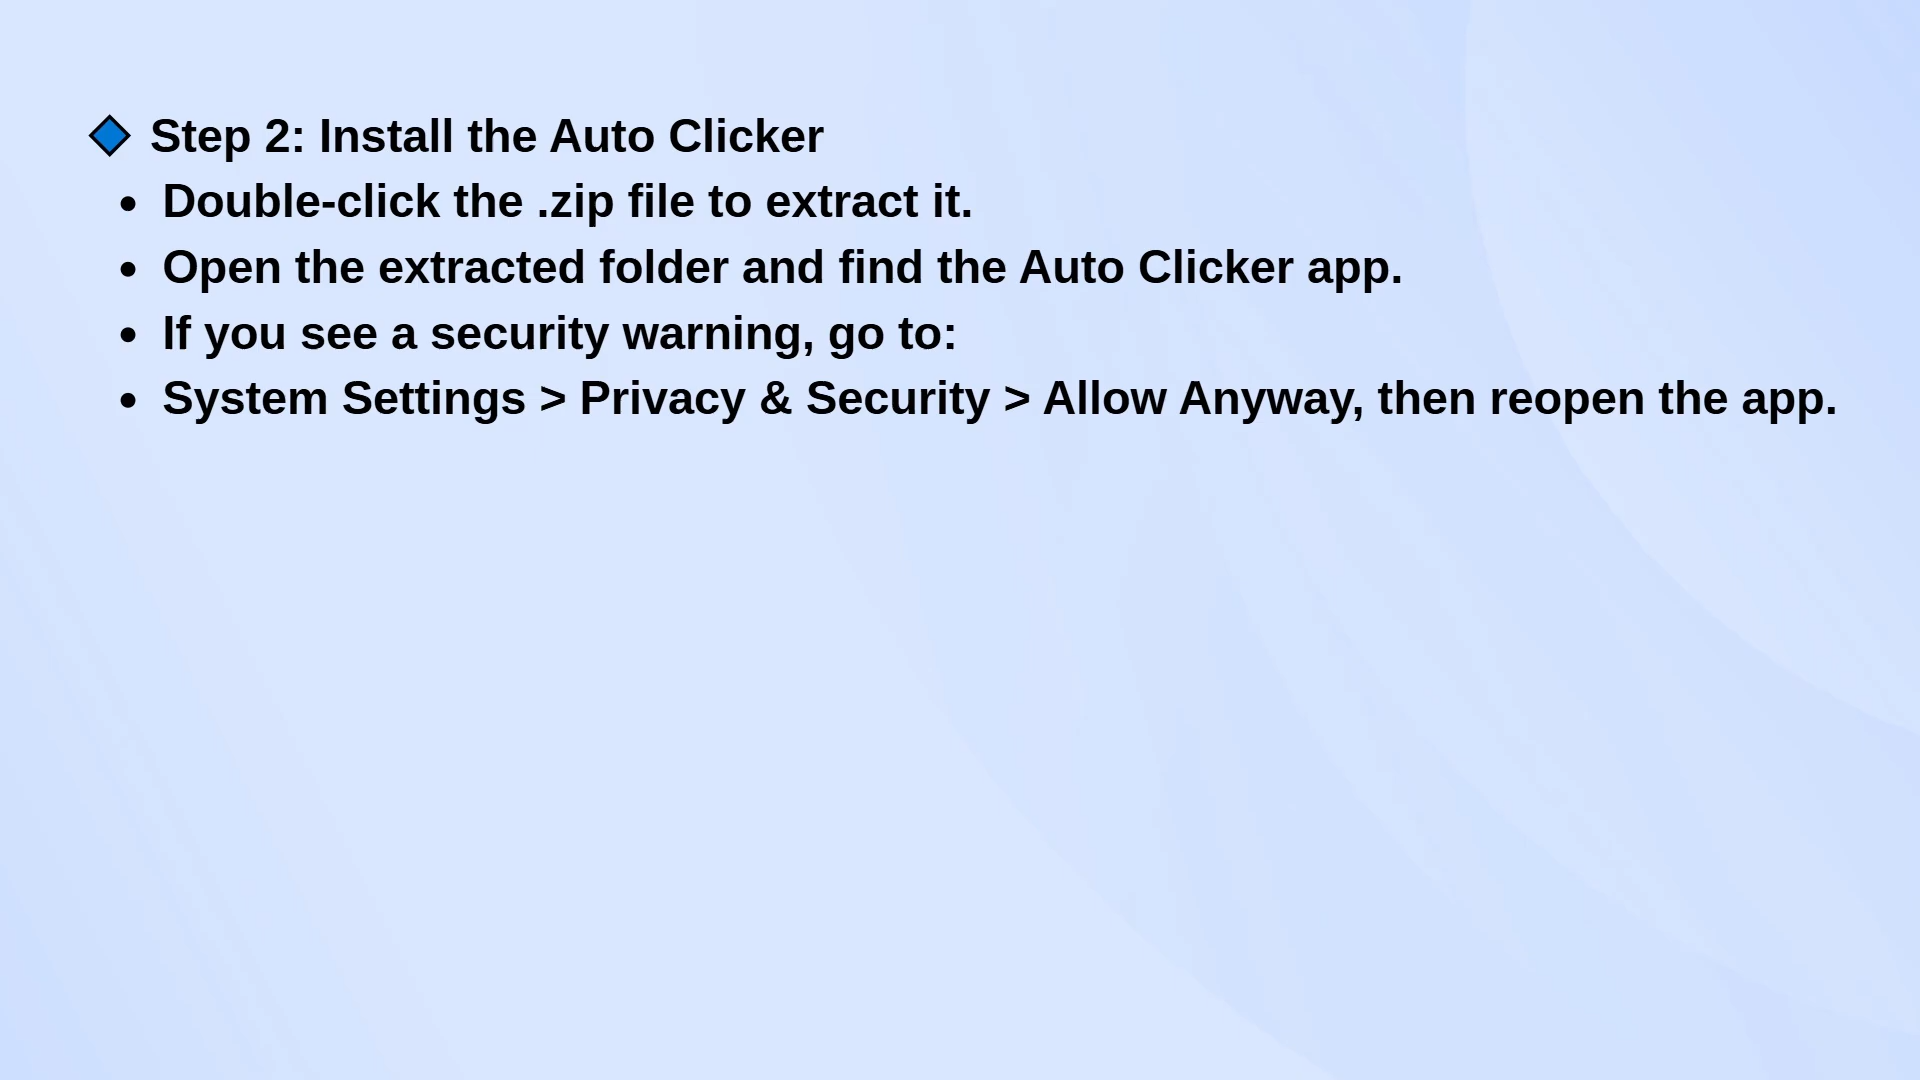 🔷 Step 2: Install the Auto Clicker
• Double-click the .zip file to extract it.
• Open the extracted folder and find the Auto Clicker app.
• If you see a security warning, go to:
• System Settings > Privacy & Security > Allow Anyway, then reopen the app.